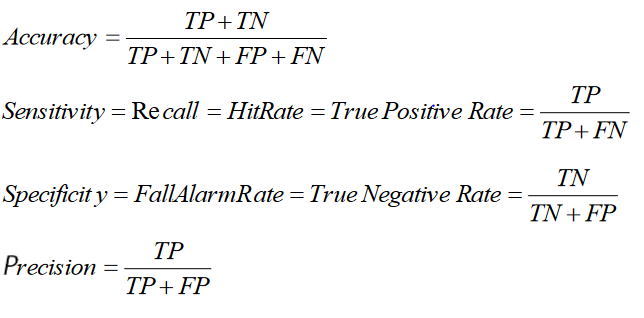 Accuracy = TP + TN / TP + TN + FP + FN
Sensitivity = Recall = HitRate = True Positive Rate = TP / TP + FN
Specificity = FallAlarmRate = True Negative Rate = TN / TN + FP
Precision = TP / TP + FP